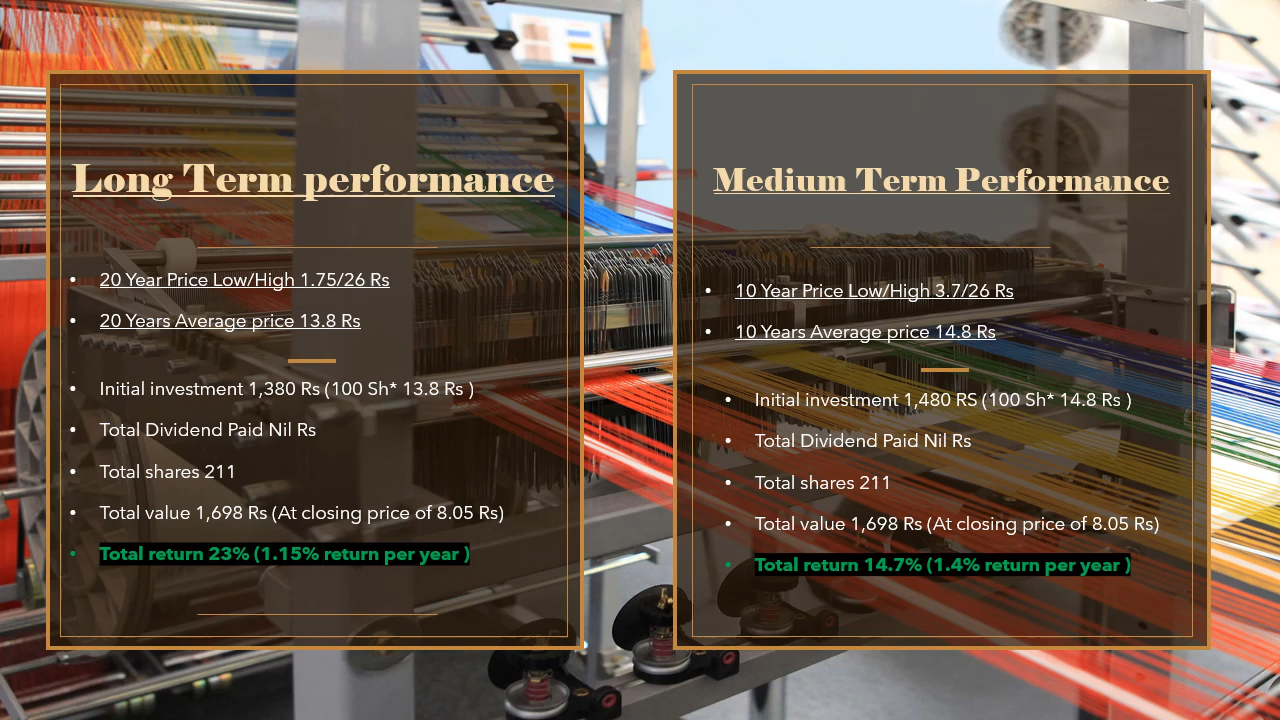 Long Term performance
• 20 Year Price Low/High 1.75/26 Rs
• 20 Years Average price 13.8 Rs
• Initial investment 1,380 Rs (100 Sh* 13.8 Rs )
• Total Dividend Paid Nil Rs
• Total shares 211
• Total value 1,698 Rs (At closing price of 8.05 Rs)
• Total return 23% (1.15% return per year )
Medium Term Performance
• 10 Year Price Low/High 3.7/26 Rs
• 10 Years Average price 14.8 Rs
• Initial investment 1,480 RS (100 Sh* 14.8 Rs )
• Total Dividend Paid Nil Rs
• Total shares 211
• Total value 1,698 Rs (At closing price of 8.05 Rs)
• Total return 14.7% (1.4% return per year )